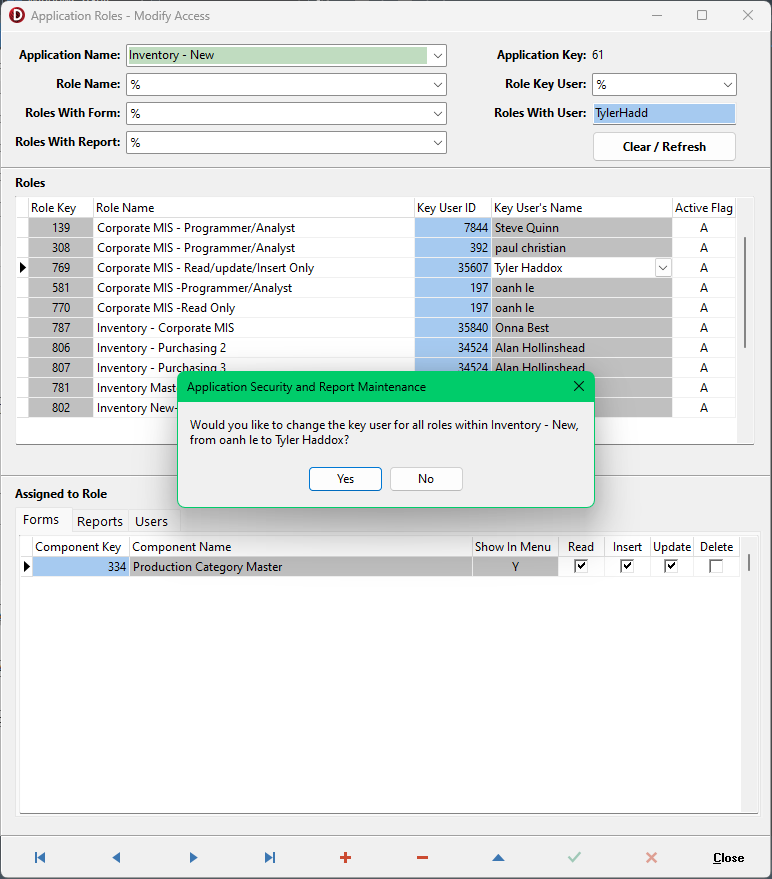 Application Roles - Modify Access
Application Name: Inventory - New Application Key: 61
Role Name: % Role Key User: %
Roles With Form: % Roles With User: TylerHadd
Roles With Report: % Clear / Refresh
Roles
Role Key Role Name Key User ID Key User's Name Active Flag
139 Corporate MIS - Programmer/Analyst 7844 Steve Quinn A
308 Corporate MIS - Programmer/Analyst 392 paul christian A
769 Corporate MIS - Read/update/Insert Only 35607 Tyler Haddox A
581 Corporate MIS -Programmer/Analyst 197 oanh le A
770 Corporate MIS -Read Only 197 oanh le A
787 Inventory - Corporate MIS 35840 Onna Best A
806 Inventory - Purchasing 2 34524 Alan Hollinshead A
807 Inventory - Purchasing 3 34524 Alan Hollinshead A
781 Inventory Mast A
802 Inventory New- A
Application Security and Report Maintenance
Would you like to change the key user for all roles within Inventory - New,
from oanh le to Tyler Haddox?
Yes No
Assigned to Role
Forms Reports Users
Component Key Component Name Show In Menu Read Insert Update Delete
334 Production Category Master Y
Close